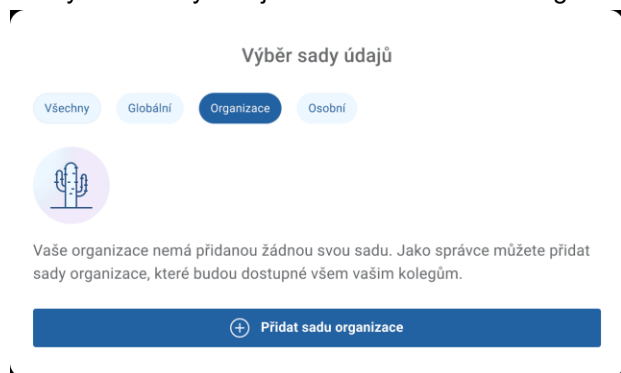 Výběr sady údajů
Všechny
Globální
Organizace
Osobní
Vaše organizace nemá přidanou žádnou svou sadu. Jako správce můžete přidat
sady organizace, které budou dostupné všem vašim kolegům.
Přidat sadu organizace